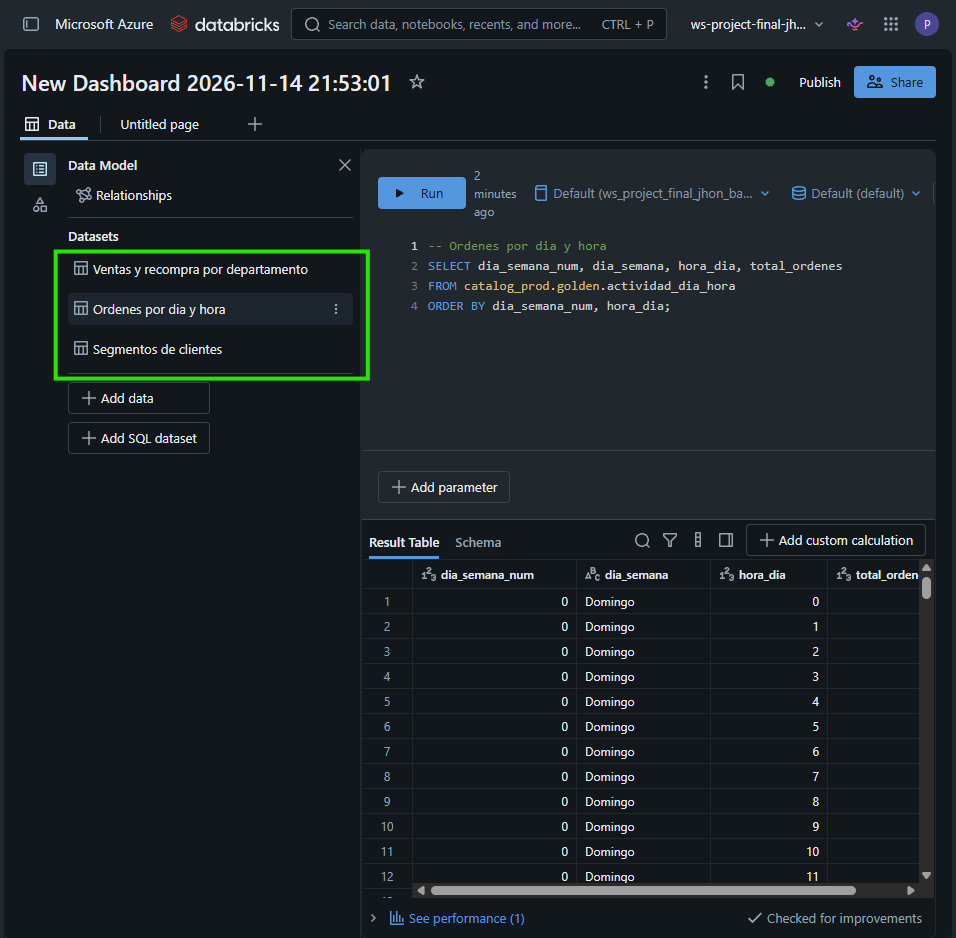 Microsoft Azure databricks Search data, notebooks, recents, and more... CTRL + P ws-project-final-jh... P
New Dashboard 2026-11-14 21:53:01 Publish Share
Data Untitled page
Data Model
Relationships
Datasets
Ventas y recompra por departamento
Ordenes por dia y hora
Segmentos de clientes
Add data
Add SQL dataset
Run 2 minutes ago Default (ws_project_final_jhon_ba... Default (default)
1 -- Ordenes por dia y hora
2 SELECT dia_semana_num, dia_semana, hora_dia, total_ordenes
3 FROM catalog_prod.golden.actividad_dia_hora
4 ORDER BY dia_semana_num, hora_dia;
Add parameter
Result Table Schema Add custom calculation
123 dia_semana_num ABC dia_semana 123 hora_dia 123 total_orden
1 0 Domingo 0
2 0 Domingo 1
3 0 Domingo 2
4 0 Domingo 3
5 0 Domingo 4
6 0 Domingo 5
7 0 Domingo 6
8 0 Domingo 7
9 0 Domingo 8
10 0 Domingo 9
11 0 Domingo 10
12 0 Domingo 11
See performance (1) Checked for improvements